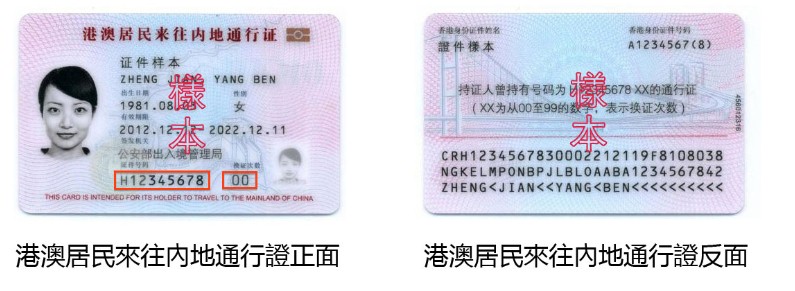 港澳居民来往内地通行证
证件样本
ZHENG JIAN YANG BEN
出生日期 性别
1981.08.03 女
有效期限
2012.12.12 2022.12.11
签发机关
公安部出入境管理局
证件号码 换证次数
H12345678 00
THIS CARD IS INTENDED FOR ITS HOLDER TO TRAVEL TO THE MAINLAND OF CHINA
樣本
港澳居民來往內地通行證正面
香港身份证件姓名 香港身份证件号码
證件樣本 A1234567(8)
持证人曾持有号码为 H12345678 XX的通行证
(XX为从00至99的数字,表示换证次数)
樣本
456012316
CRH1234567830002212119F8108038
NGKELMPONBPJLBLOAABA1234567842
ZHENG<JIAN<<YANG<BEN<<<<<<<<<<
港澳居民來往內地通行證反面